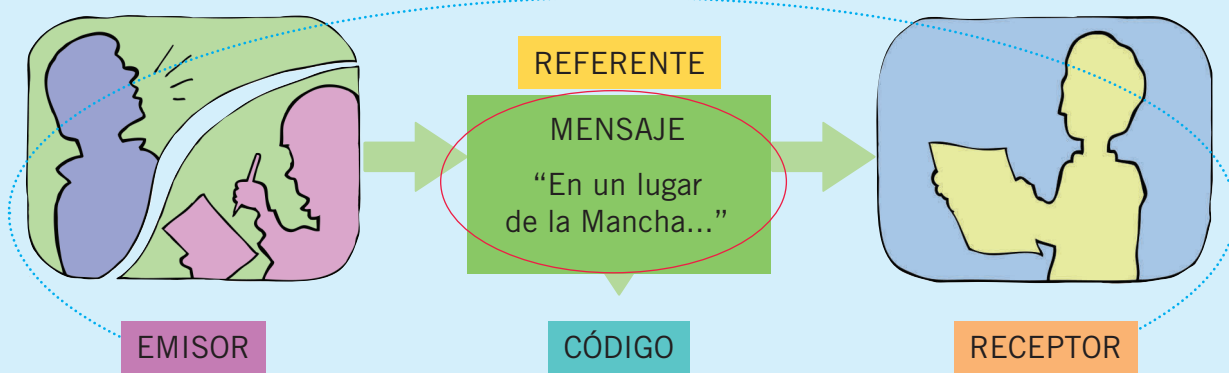 REFERENTE
MENSAJE
“En un lugar
de la Mancha...”
EMISOR
CÓDIGO
RECEPTOR